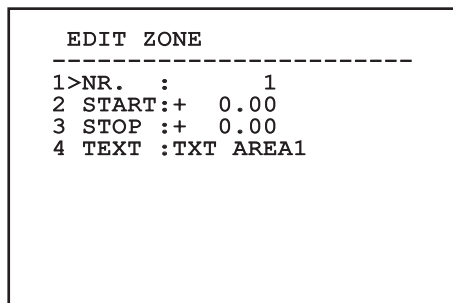 EDIT ZONE
-------------------------
1>NR.  :      1
2 START:+  0.00
3 STOP :+  0.00
4 TEXT :TXT AREA1